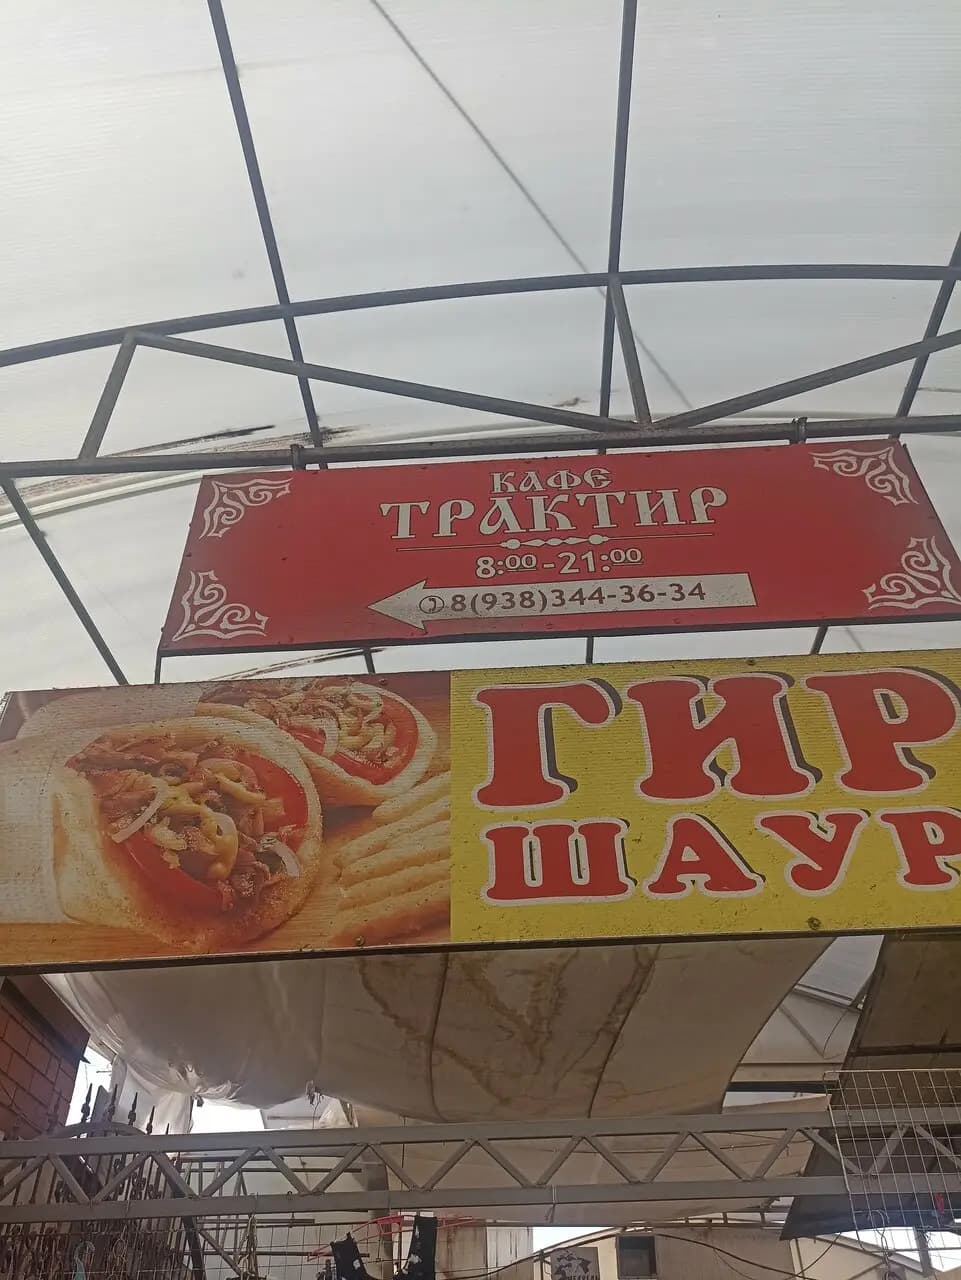 КАФЕ
ТРАКТИР
8:00-21:00
8(938)344-36-34
ГИР
ШАУР